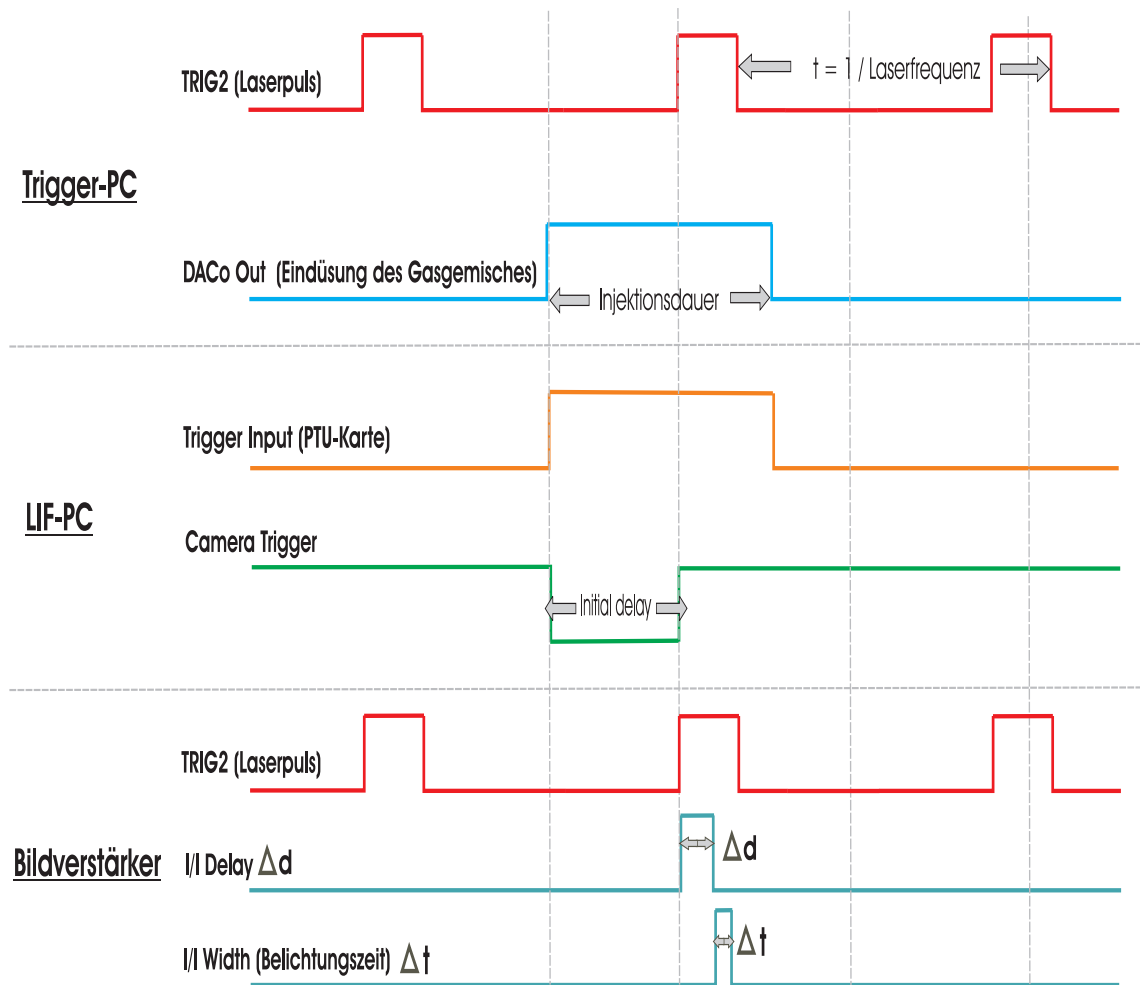 TRIG2 (Laserpuls)
t = 1 / Laserfrequenz
Trigger-PC
DACo Out (Eindüsung des Gasgemisches)
Injektionsdauer
Trigger Input (PTU-Karte)
LIF-PC
Camera Trigger
Initial delay
TRIG2 (Laserpuls)
Bildverstärker
I/I Delay Δd
Δd
I/I Width (Belichtungszeit) Δt
Δt